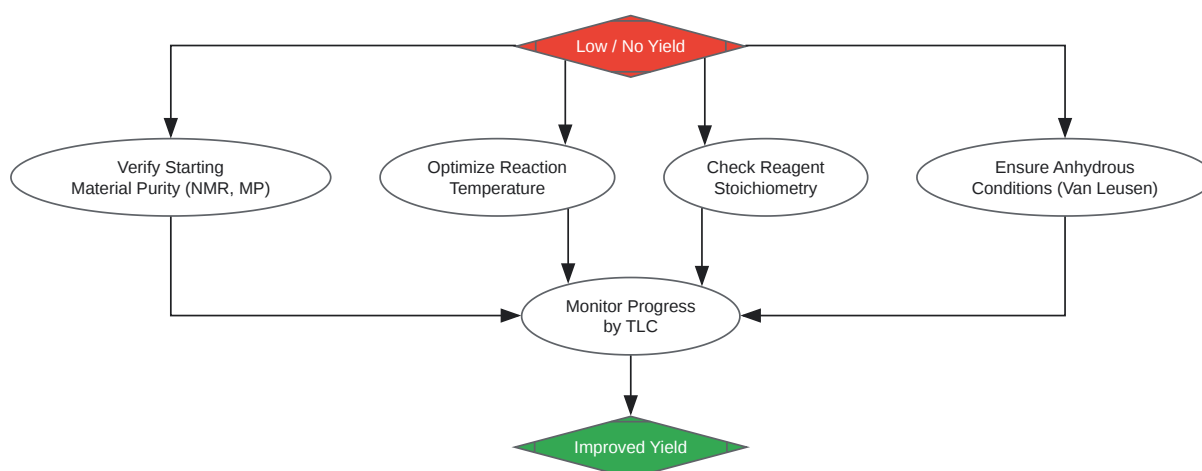 Low / No Yield
Verify Starting
Material Purity (NMR, MP)
Optimize Reaction
Temperature
Check Reagent
Stoichiometry
Ensure Anhydrous
Conditions (Van Leusen)
Monitor Progress
by TLC
Improved Yield